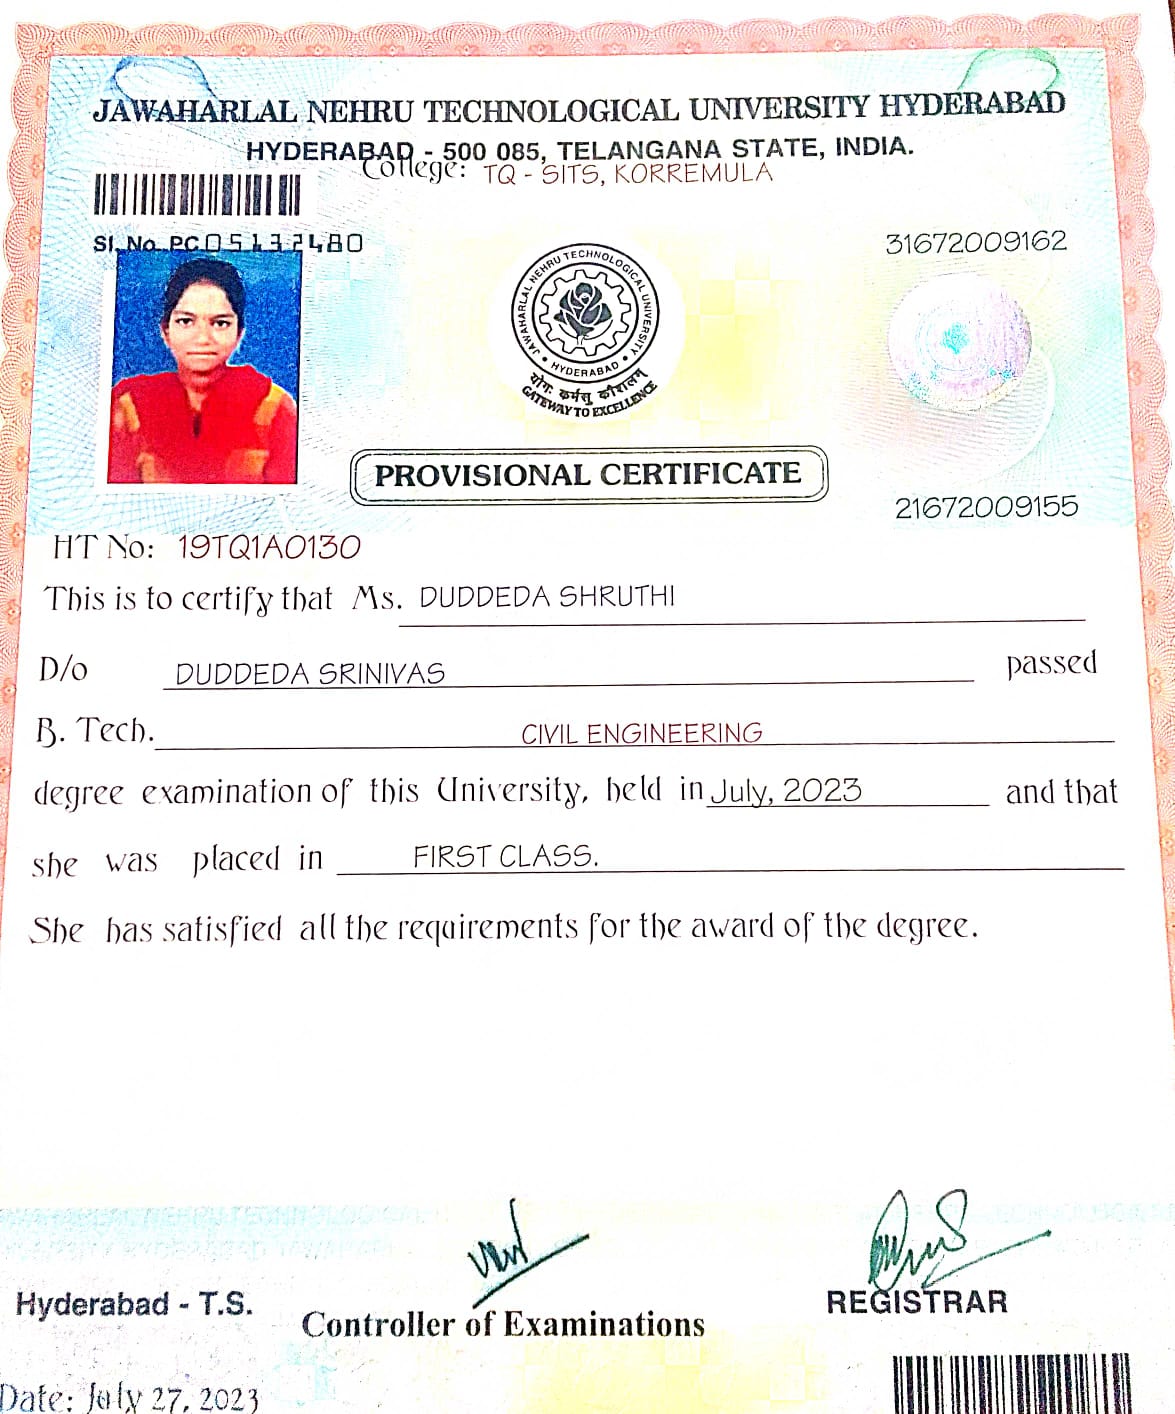 JAWAHARLAL NEHRU TECHNOLOGICAL UNIVERSITY HYDERABAD
HYDERABAD - 500 085, TELANGANA STATE, INDIA.
College: TQ - SITS, KORREMULA
Sl. No. PC 05132480
31672009162
JAWAHARLAL NEHRU TECHNOLOGICAL UNIVERSITY
HYDERABAD
योगः कर्मसु कौशलम्
GATEWAY TO EXCELLENCE
PROVISIONAL CERTIFICATE
21672009155
HT No: 19TQ1A0130
This is to certify that Ms. DUDDEDA SHRUTHI
D/o DUDDEDA SRINIVAS passed
B. Tech. CIVIL ENGINEERING
degree examination of this University, held in July, 2023 and that
she was placed in FIRST CLASS.
She has satisfied all the requirements for the award of the degree.
Hyderabad - T.S.
Controller of Examinations
REGISTRAR
Date: July 27, 2023